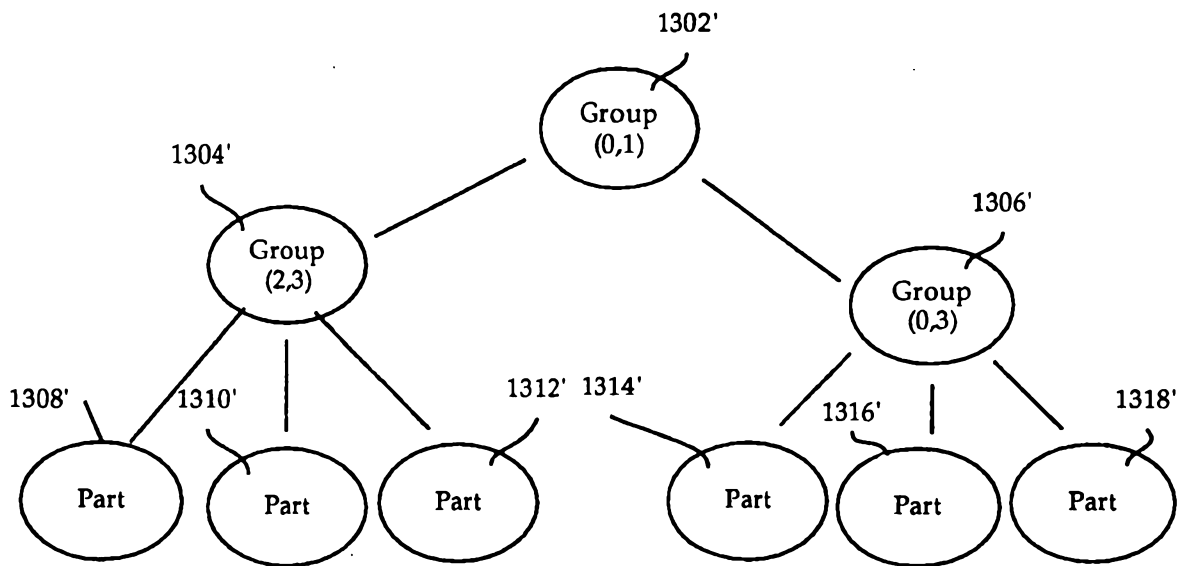 1302'
Group
(0,1)
1304'
Group
(2,3)
1306'
Group
(0,3)
1308'
1310'
1312'
1314'
1316'
1318'
Part
Part
Part
Part
Part
Part